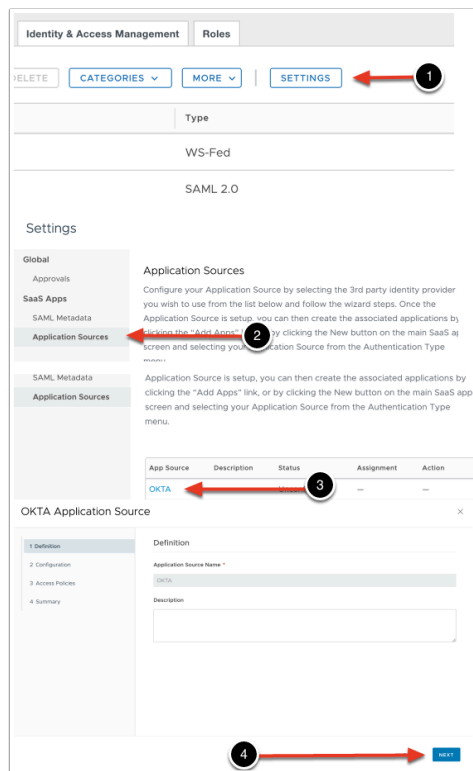 Identity & Access Management Roles
DELETE CATEGORIES MORE SETTINGS
1
Type
WS-Fed
SAML 2.0
Settings
Global
Approvals
SaaS Apps
SAML Metadata
Application Sources
Application Sources
Configure your Application Source by selecting the 3rd party identity provider
you wish to use from the list below and follow the wizard steps. Once the
Application Source is setup, you can then create the associated applications by
clicking the "Add Apps" by clicking the New button on the main SaaS ap
screen and selecting your Application Source from the Authentication Type
2
SAML Metadata
Application Sources
Application Source is setup, you can then create the associated applications by
clicking the "Add Apps" link, or by clicking the New button on the main SaaS app
screen and selecting your Application Source from the Authentication Type
menu.
App Source Description Status Assignment Action
OKTA 3 – –
OKTA Application Source ×
1 Definition
2 Configuration
3 Access Policies
4 Summary
Definition
Application Source Name *
OKTA
Description
4 NEXT